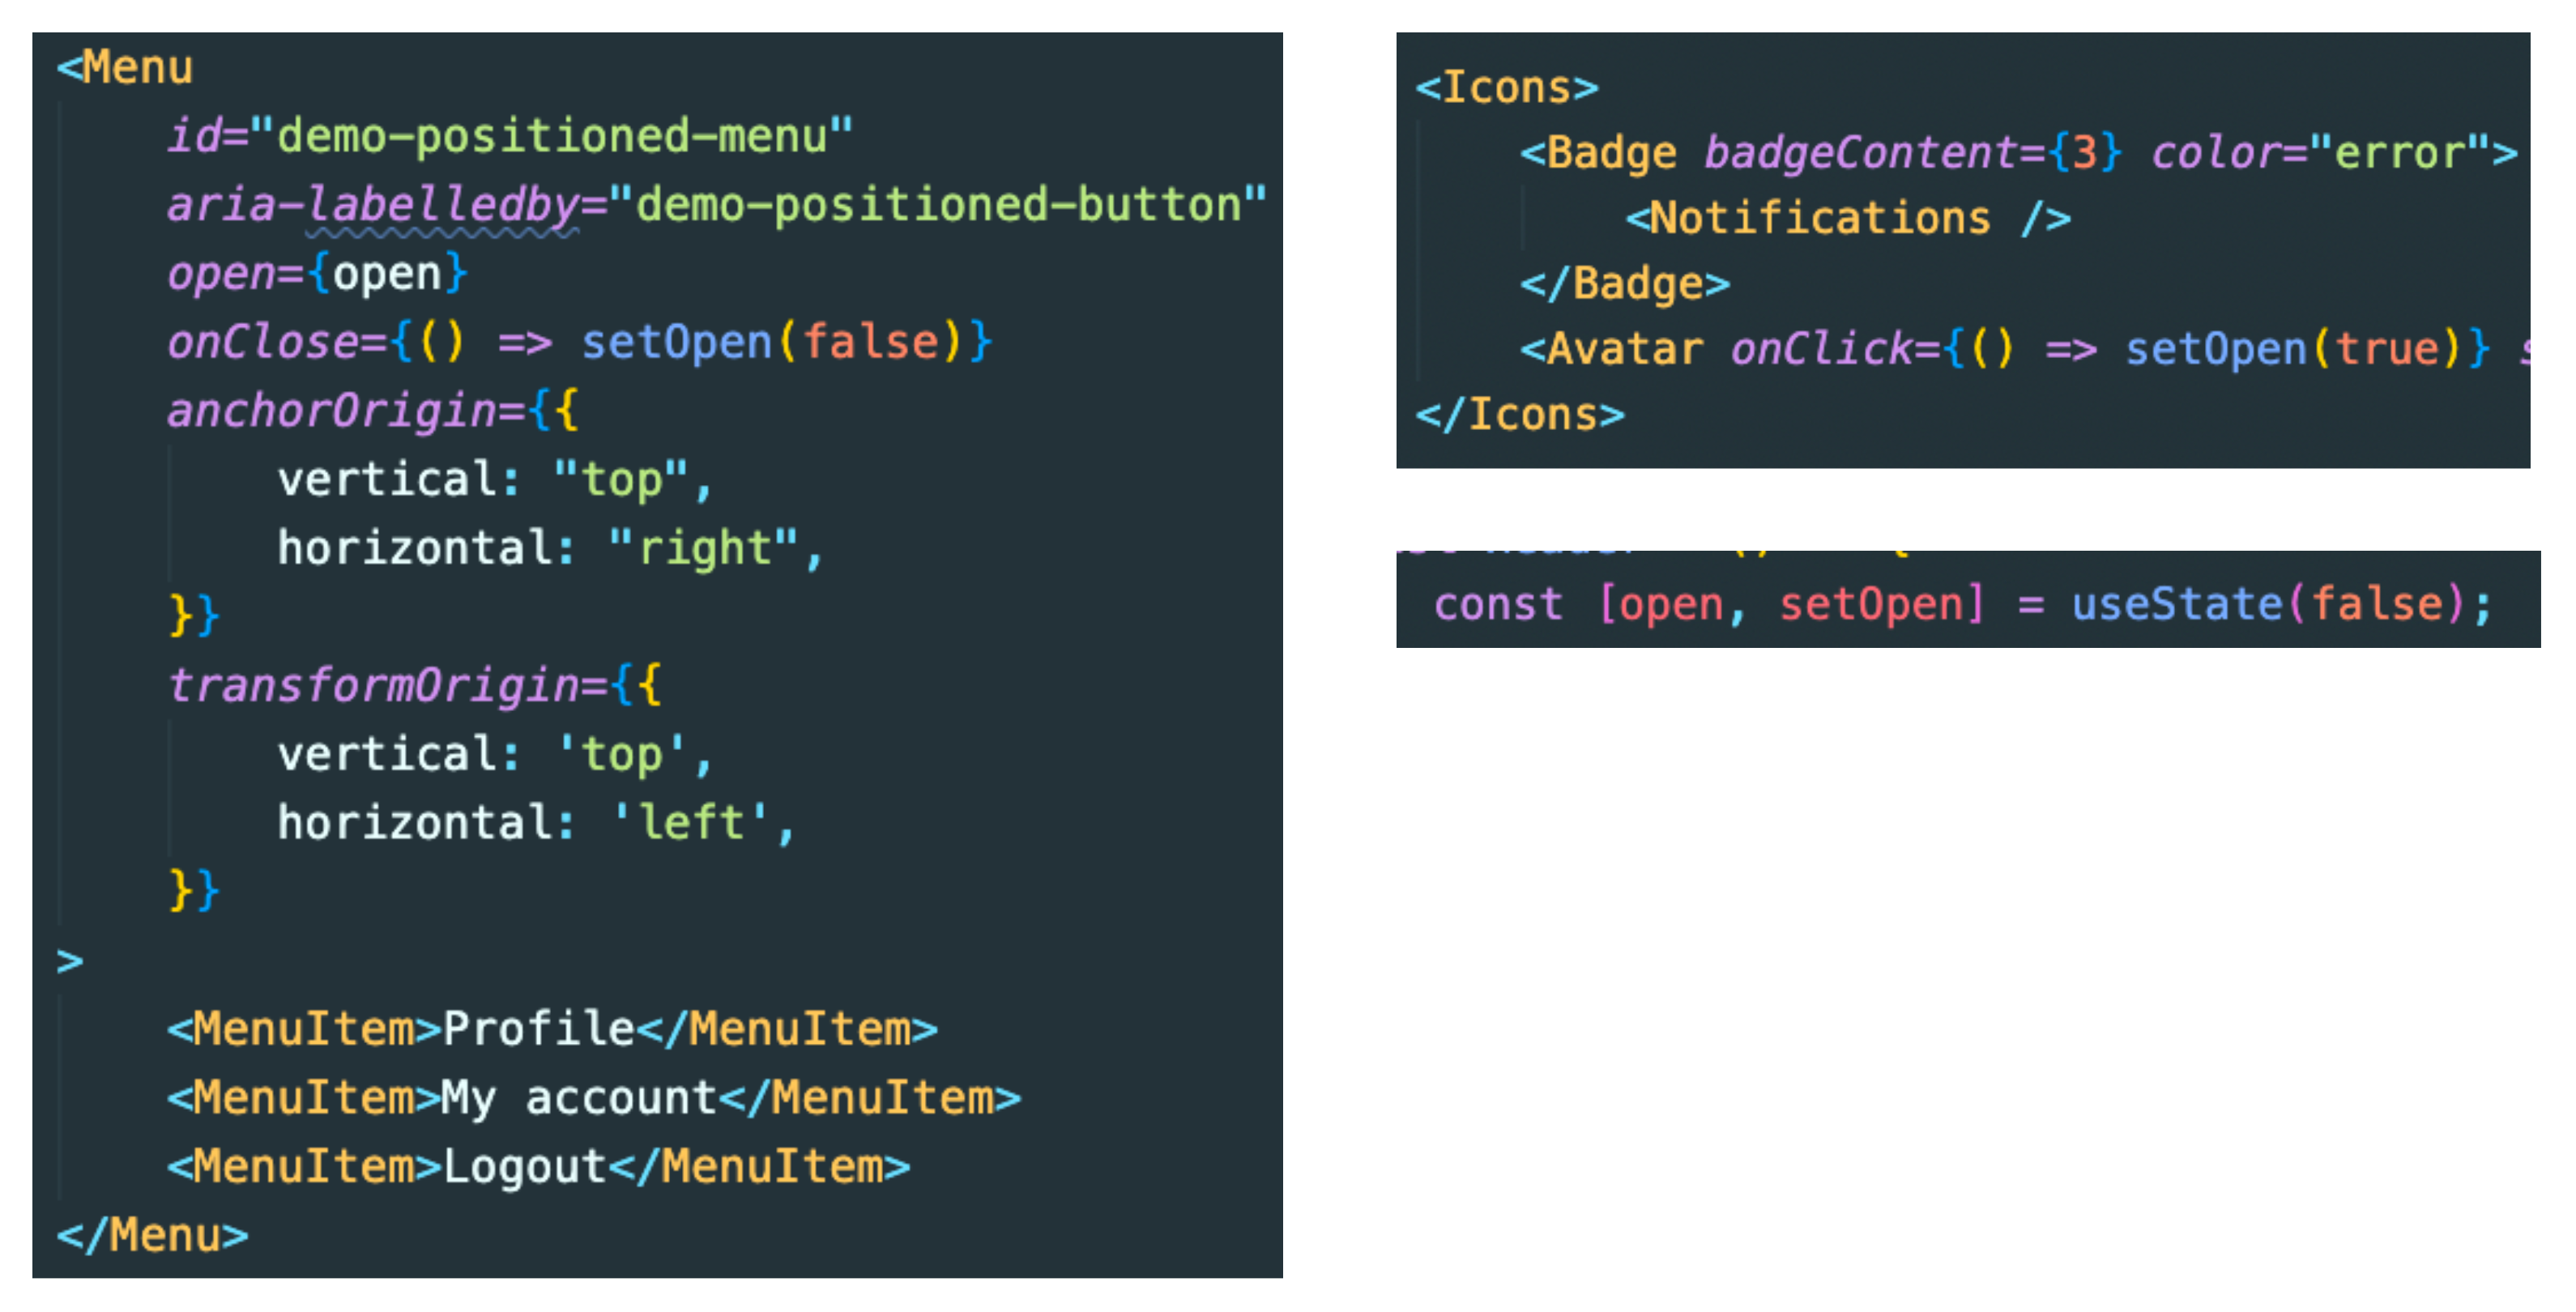 <Menu
id="demo-positioned-menu"
aria-labelledby="demo-positioned-button"
open={open}
onClose={() => setOpen(false)}
anchorOrigin={{
vertical: "top",
horizontal: "right",
}}
transformOrigin={{
vertical: 'top',
horizontal: 'left',
}}
>
<MenuItem>Profile</MenuItem>
<MenuItem>My account</MenuItem>
<MenuItem>Logout</MenuItem>
</Menu>
<Icons>
<Badge badgeContent={3} color="error">
<Notifications />
</Badge>
<Avatar onClick={() => setOpen(true)}
</Icons>
const [open, setOpen] = useState(false);